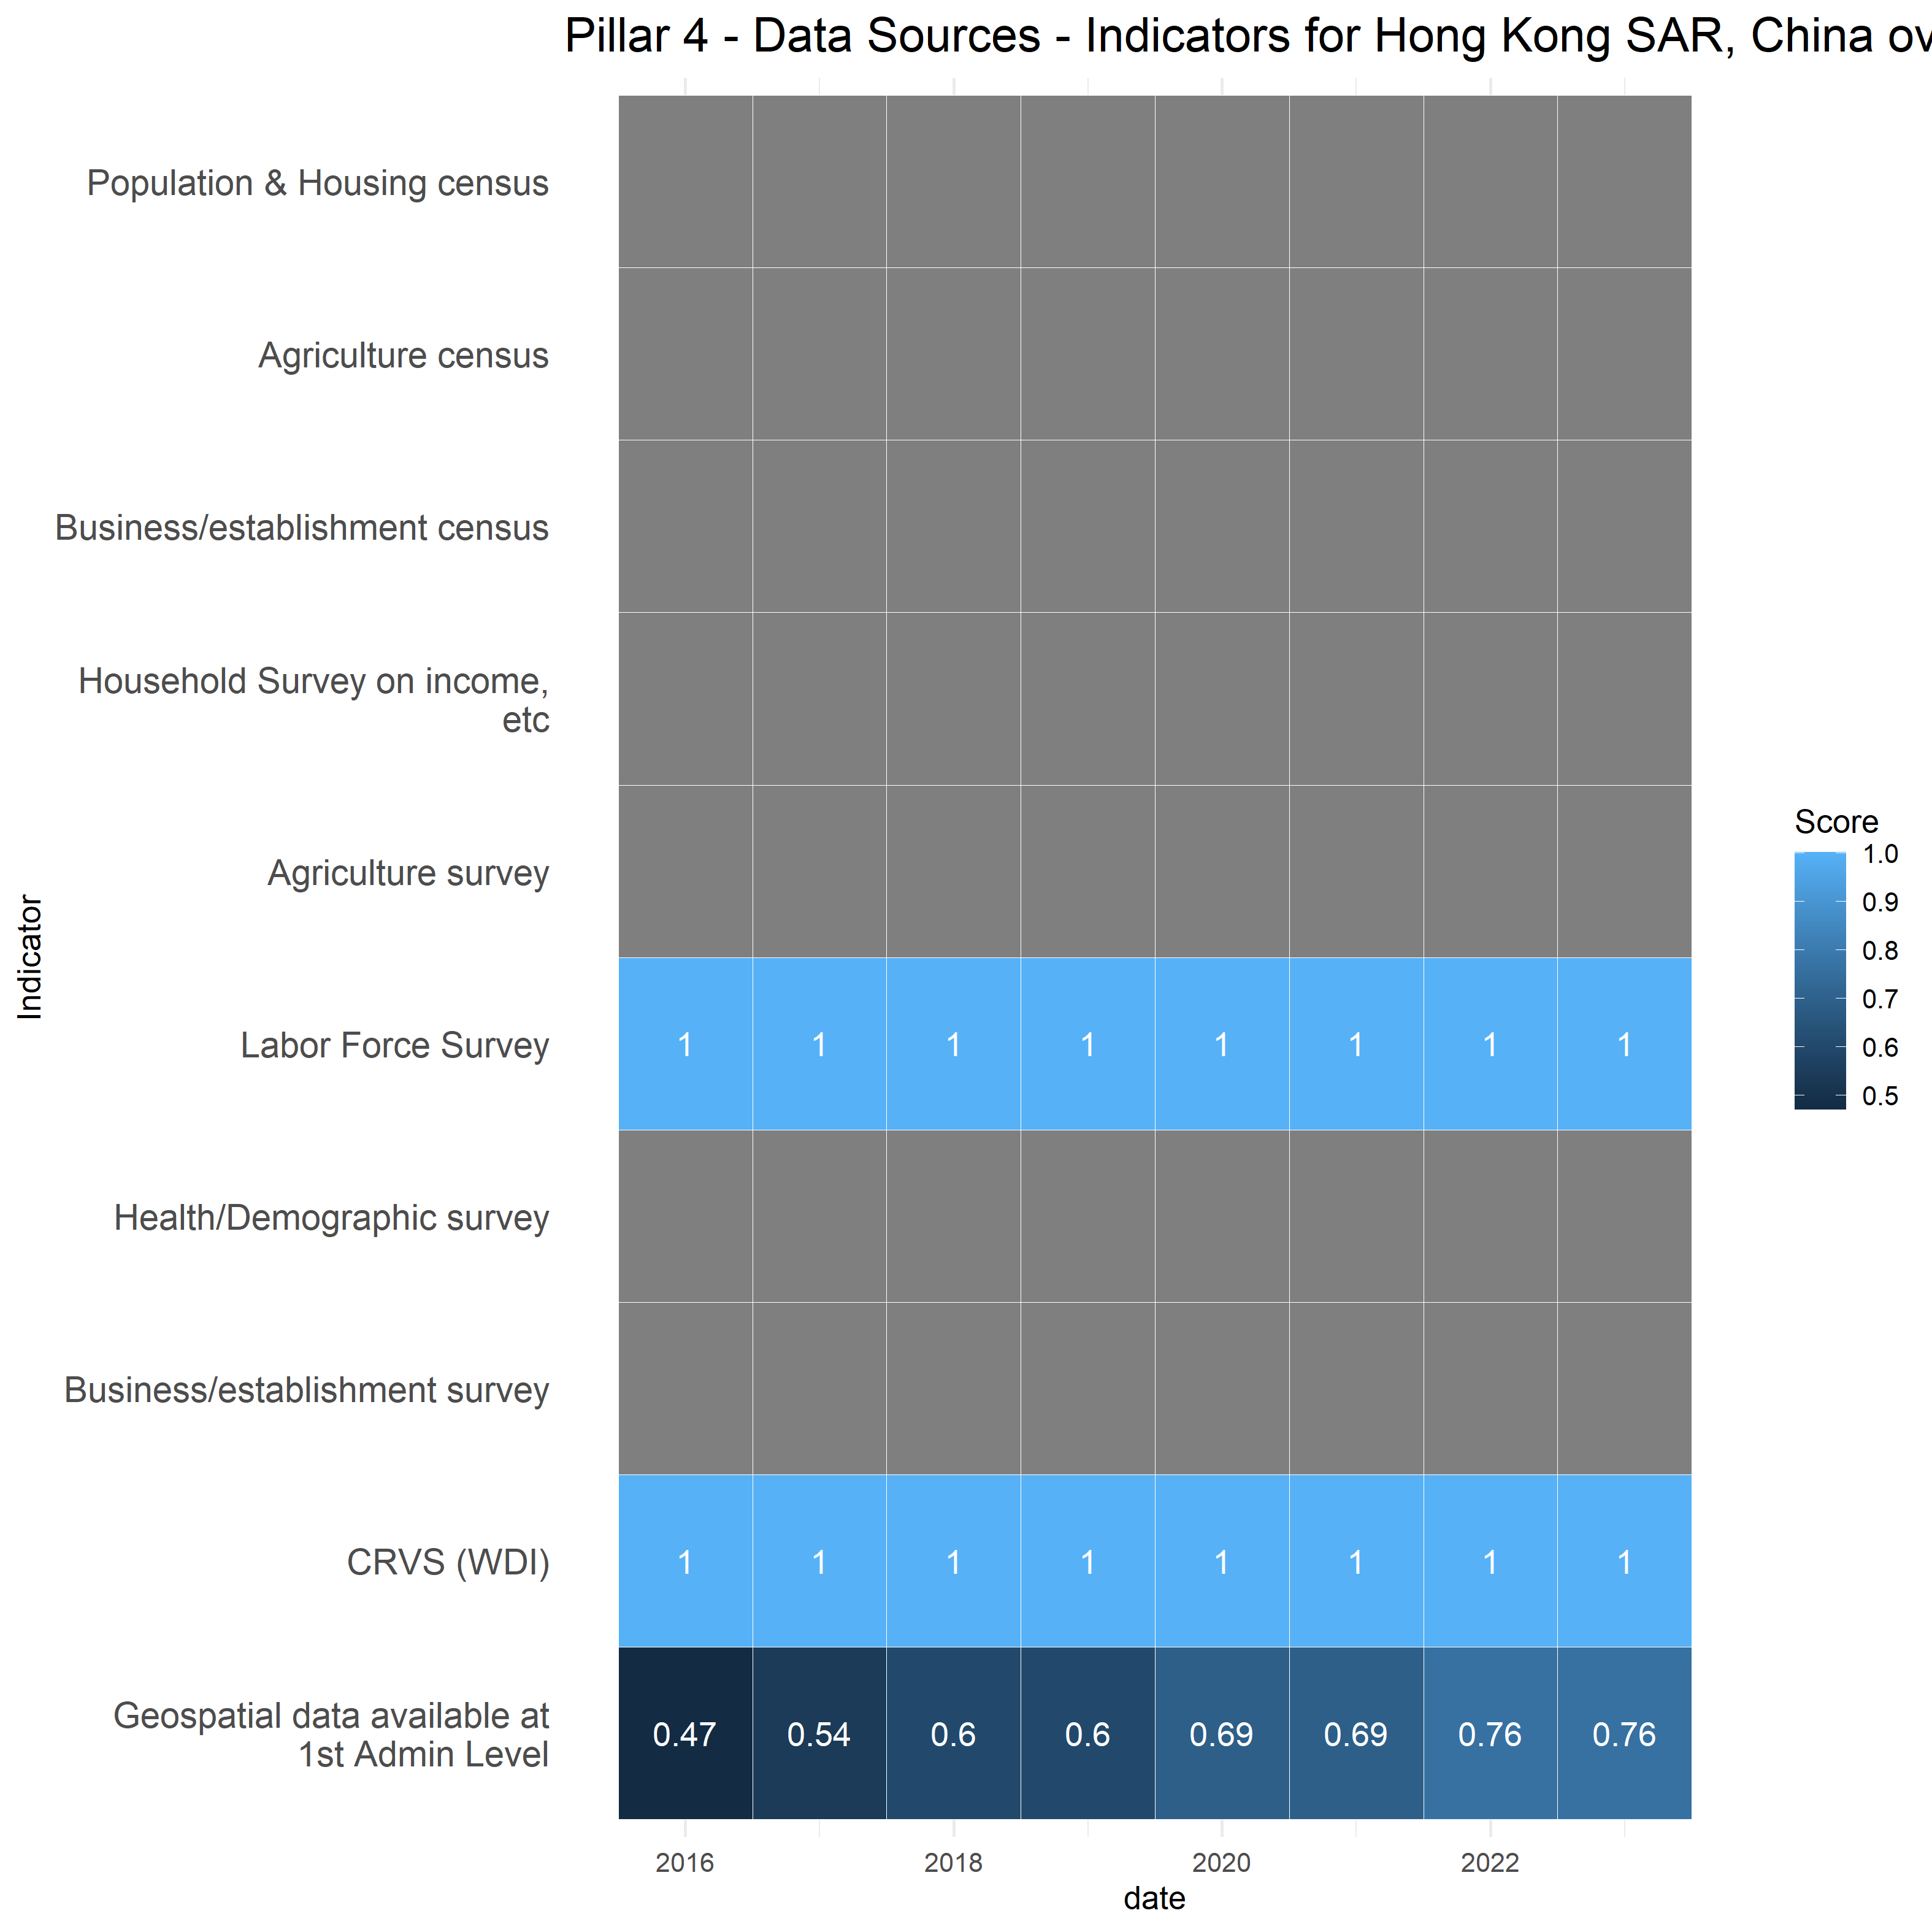 Pillar 4 - Data Sources - Indicators for Hong Kong SAR, China ov
Population & Housing census
Agriculture census
Business/establishment census
Household Survey on income,
etc
Agriculture survey
Labor Force Survey
1 1 1 1 1 1 1 1
Health/Demographic survey
Business/establishment survey
CRVS (WDI)
1 1 1 1 1 1 1 1
Geospatial data available at
1st Admin Level
0.47 0.54 0.6 0.6 0.69 0.69 0.76 0.76
2016 2018 2020 2022
date
Indicator
Score
1.0
0.9
0.8
0.7
0.6
0.5